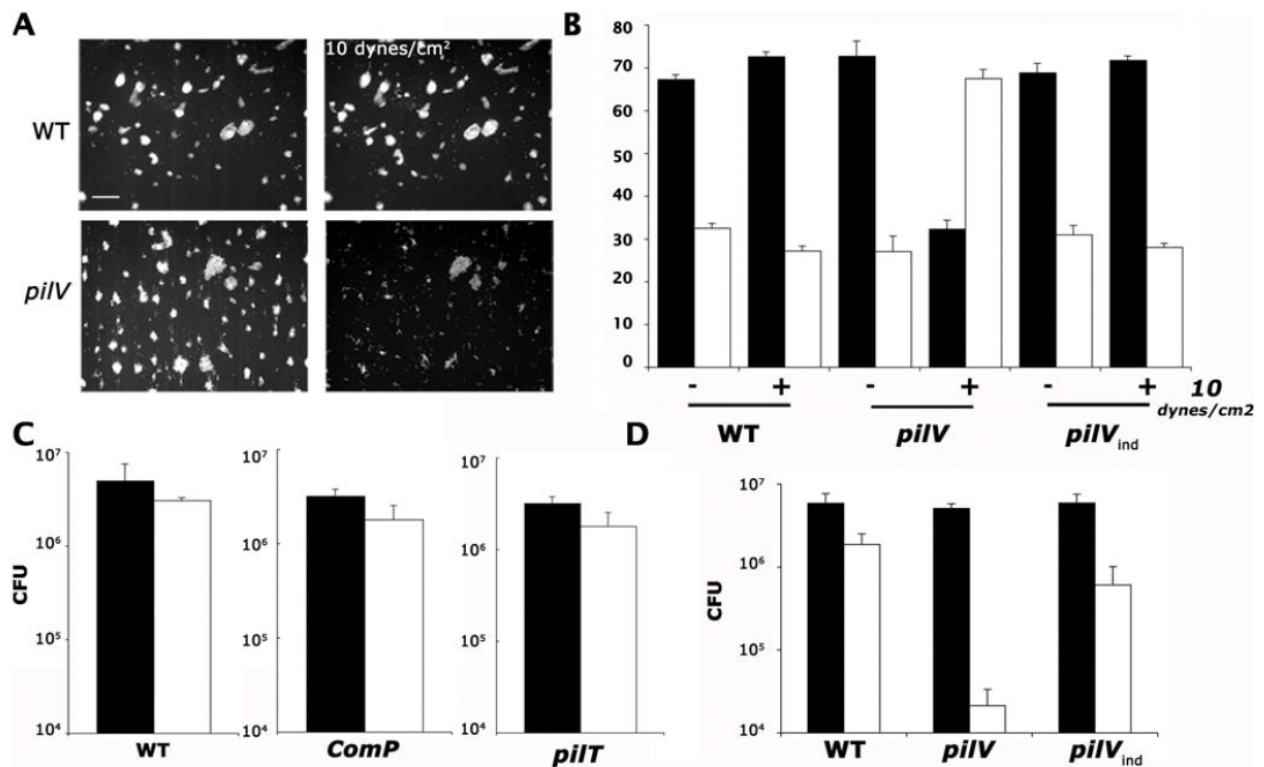 A
10 dynes/cm²
WT
pilV
B
80
70
60
50
40
30
20
10
0
- + - + - + 10
dynes/cm2
WT pilV pilVind
C
CFU
10⁷
10⁶
10⁵
10⁴
WT
10⁷
10⁶
10⁵
10⁴
ComP
10⁷
10⁶
10⁵
10⁴
pilT
D
CFU
10⁷
10⁶
10⁵
10⁴
WT pilV pilVind